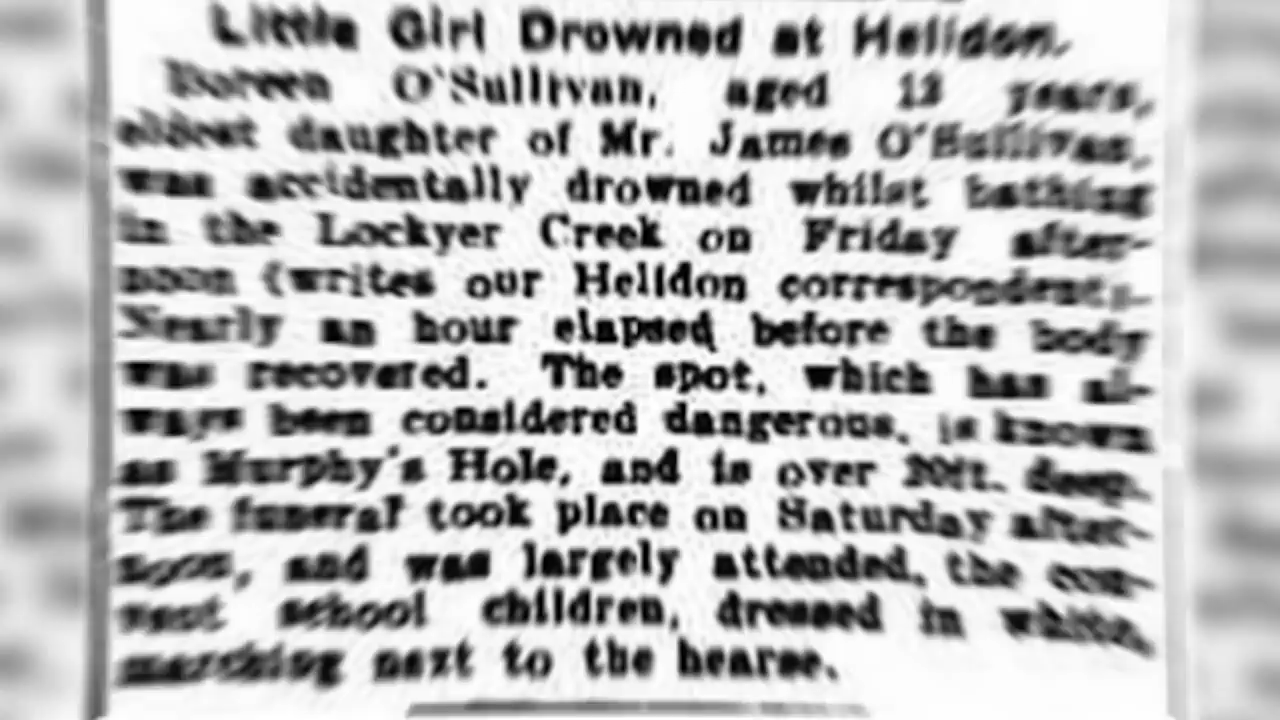 Little Girl Drowned at Helidon.
Doreen O'Sullivan, aged 12 years,
eldest daughter of Mr. James O'Sullivan,
was accidentally drowned whilst bathing
in the Lockyer Creek on Friday after-
noon (writes our Helidon correspondent).
Nearly an hour elapsed before the body
was recovered. The spot, which has al-
ways been considered dangerous, is known
as Murphy's Hole, and is over 20ft. deep.
The funeral took place on Saturday after-
noon, and was largely attended, the con-
vent school children, dressed in white,
marching next to the hearse.